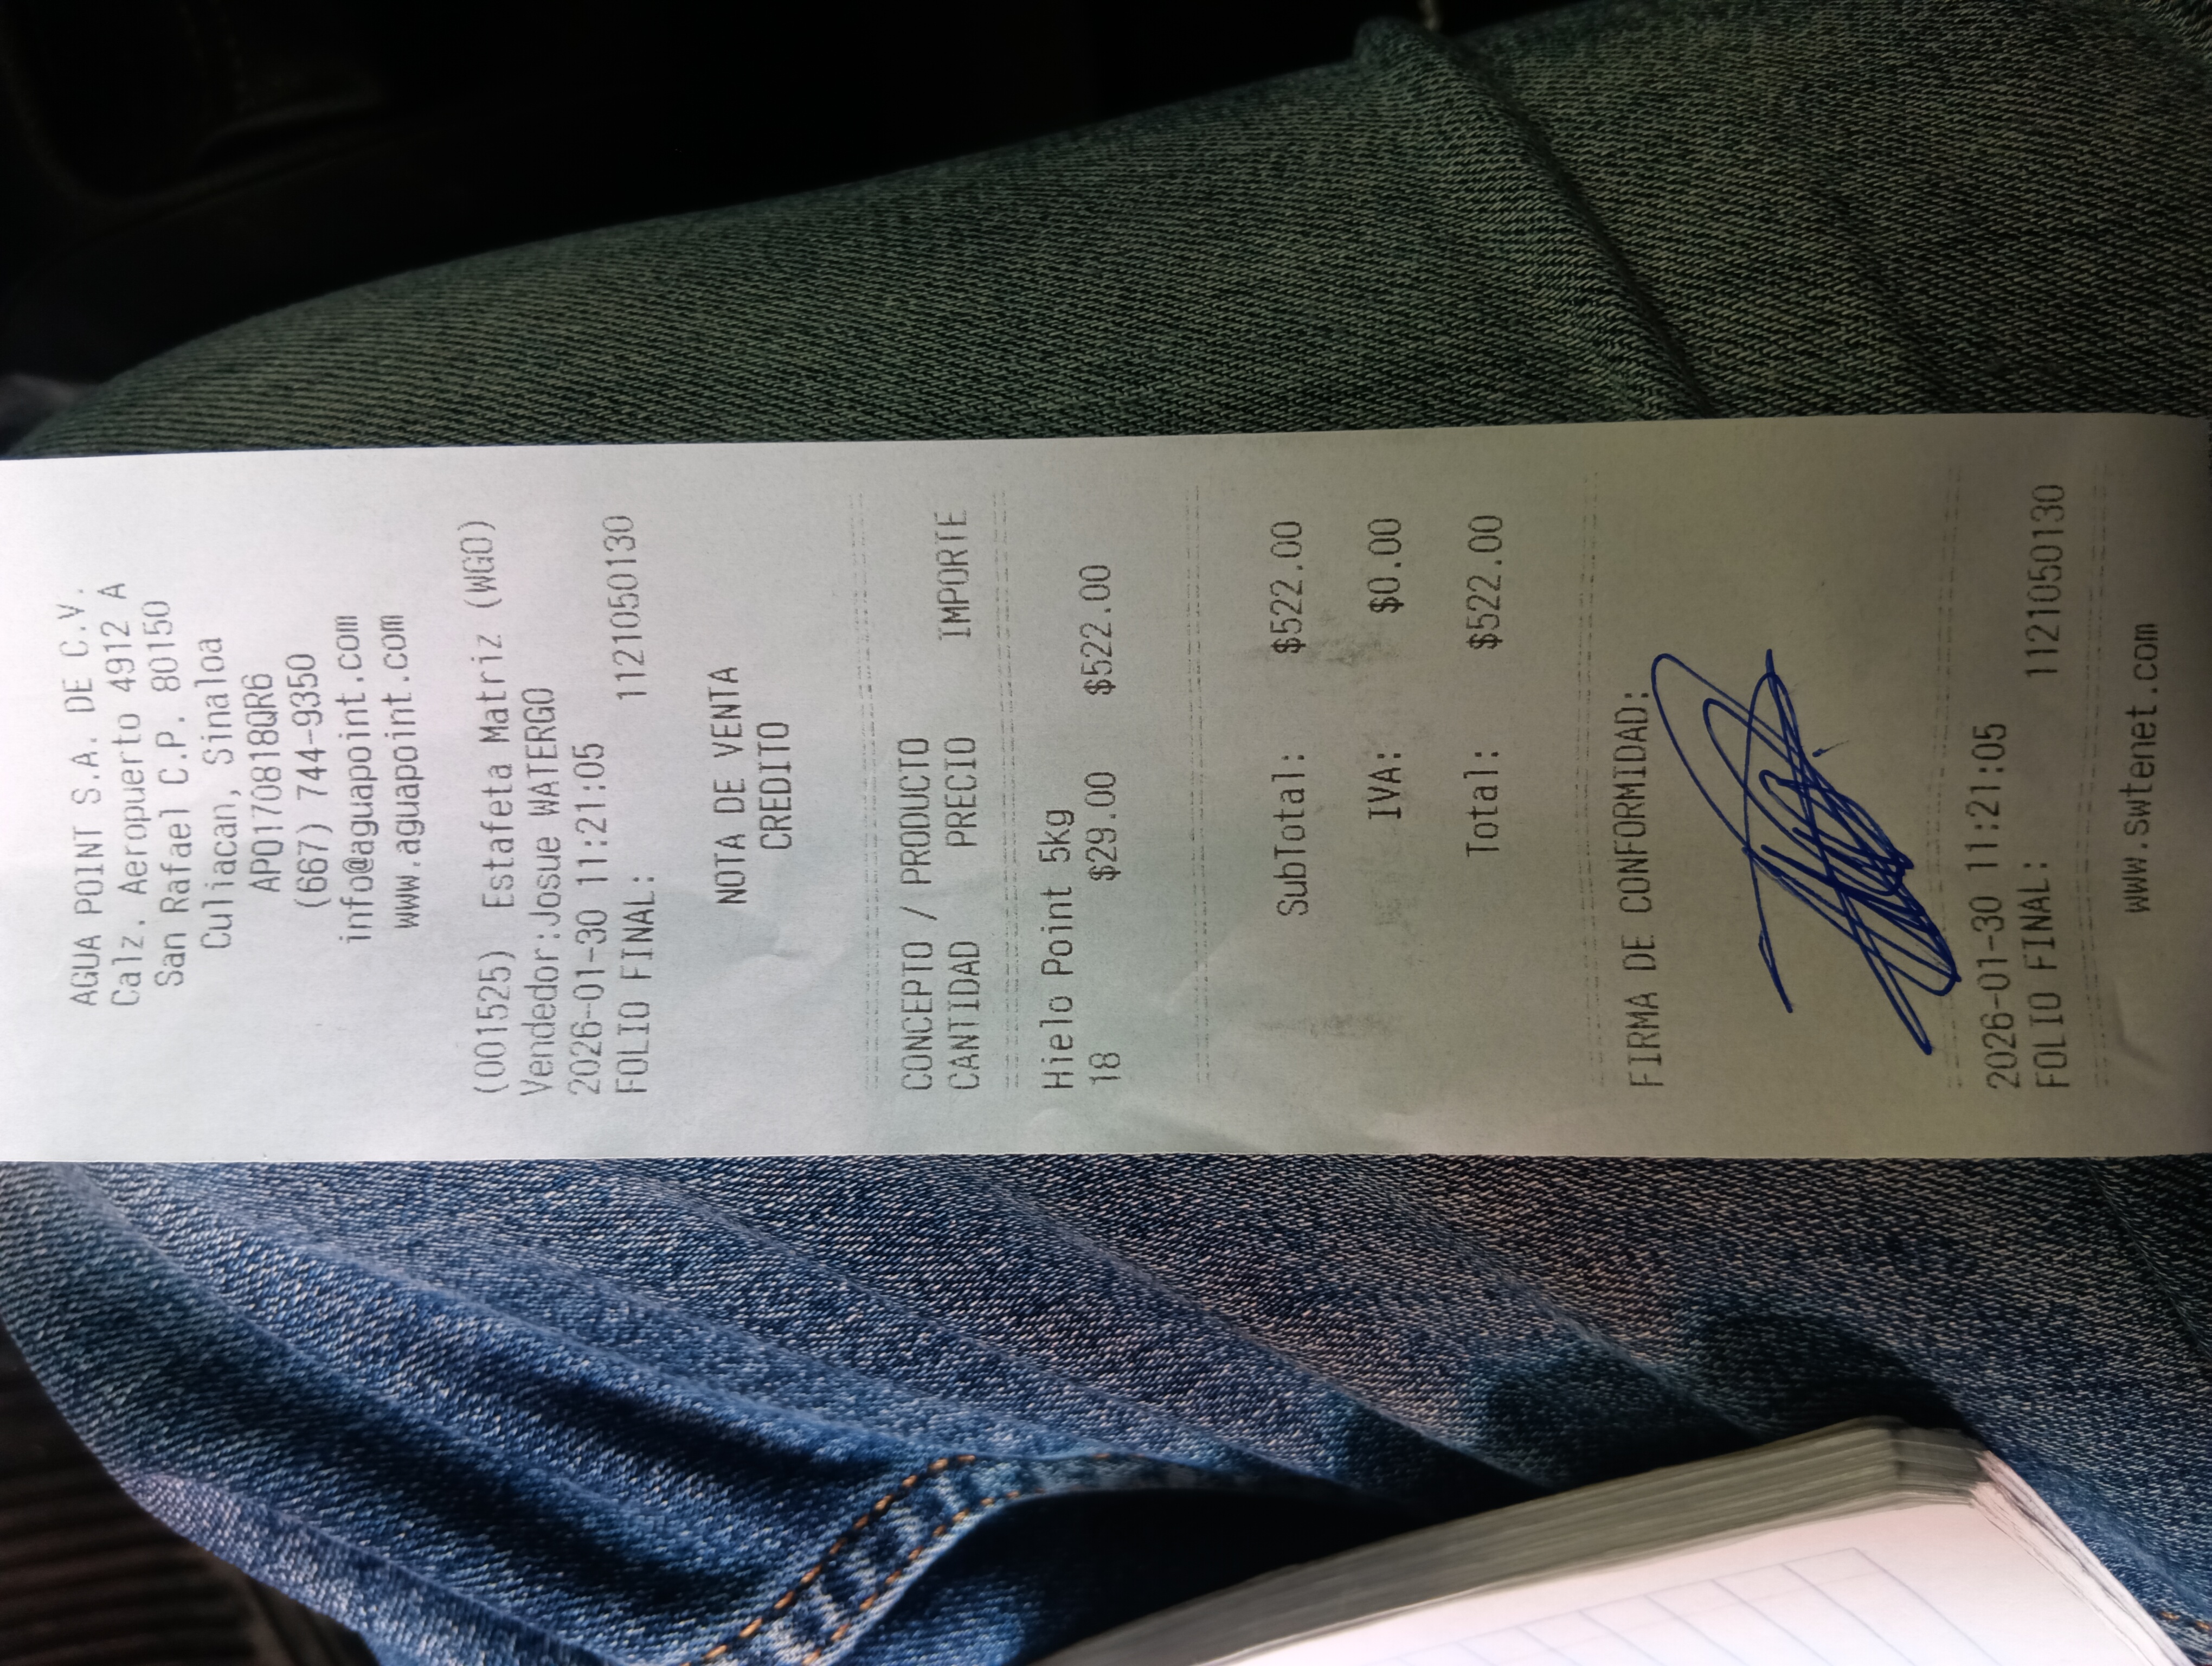 AGUA POINT S.A. DE C.V.
Calz. Aeropuerto 4912 A
San Rafael C.P. 80150
Culiacan, Sinaloa
APO170818QR6
(667) 744-9350
info@aguapoint.com
www.aguapoint.com
(001525) Estafeta Matriz (WGO)
Vendedor:Josue WATERGO
2026-01-30 11:21:05
FOLIO FINAL: 1121050130
NOTA DE VENTA
CREDITO
CONCEPTO / PRODUCTO
CANTIDAD PRECIO IMPORTE
Hielo Point 5kg
18 $29.00 $522.00
SubTotal: $522.00
IVA: $0.00
Total: $522.00
FIRMA DE CONFORMIDAD:
2026-01-30 11:21:05
FOLIO FINAL: 1121050130
www.swtenet.com